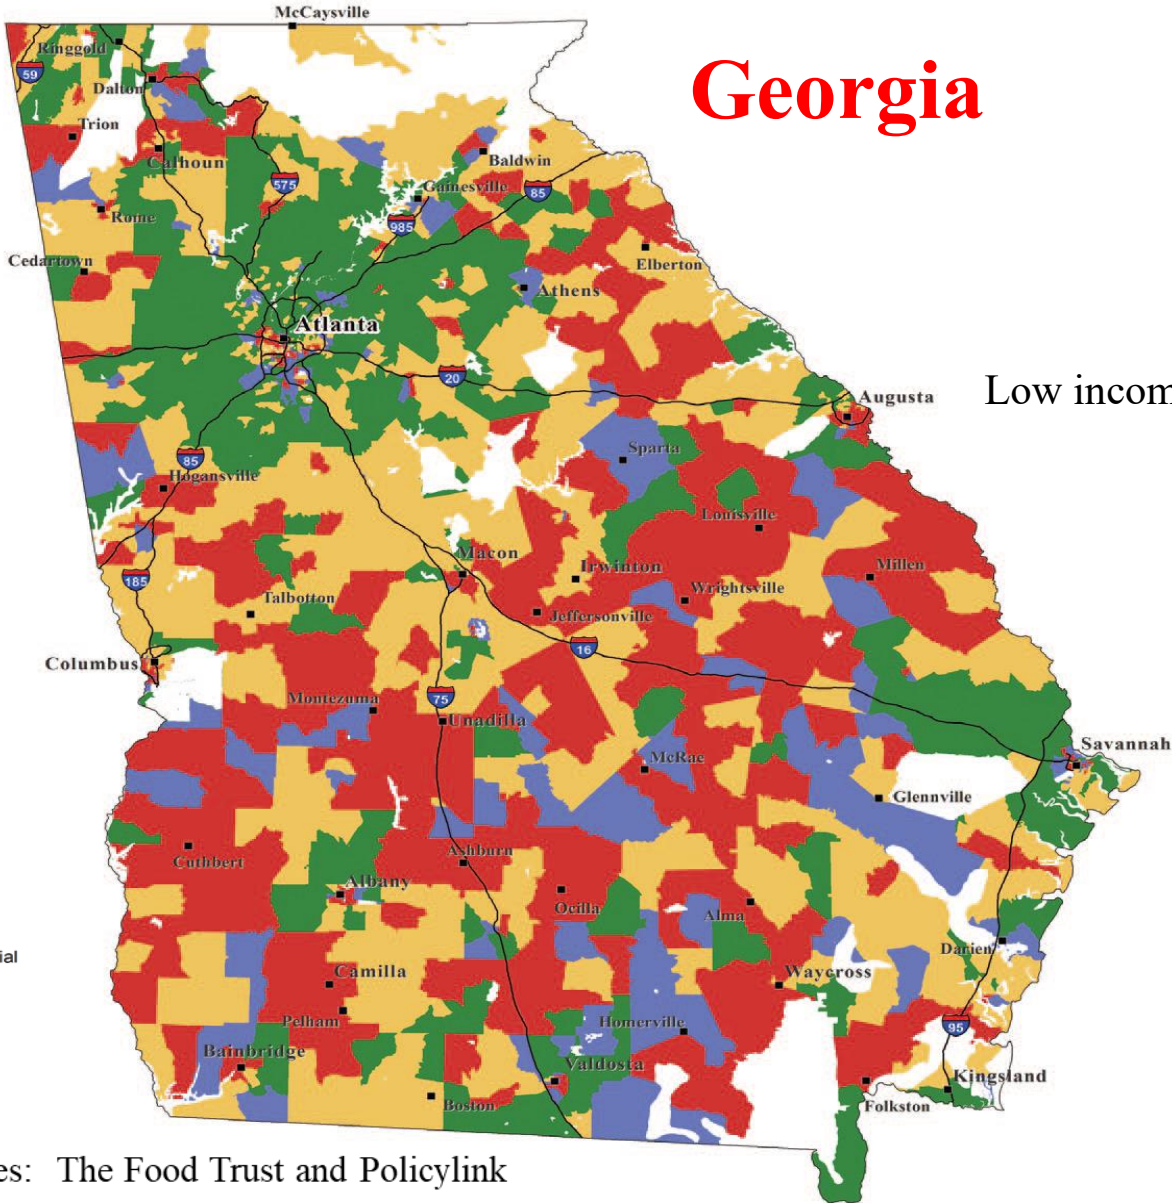 McCaysville
Georgia
Ringgold
59
Dalton
Trion
Calhoun
Baldwin
575
Gainesville
85
985
Rome
Elberton
Cedartown
Athens
Atlanta
20
Low incom
Augusta
85
Sparta
Hogansville
Louisville
Macon
Irwinton
185
Millen
Wrightsville
Talbotton
Jeffersonville
16
Columbus
Montezuma
75
Unadilla
Savannah
McRae
Glennville
Ashburn
Cuthbert
Albany
Ocilla
Alma
Darien
ial
Camilla
Waycross
Pelham
Homerville
95
Bainbridge
Valdosta
Kingsland
Boston
Folkston
es: The Food Trust and Policylink